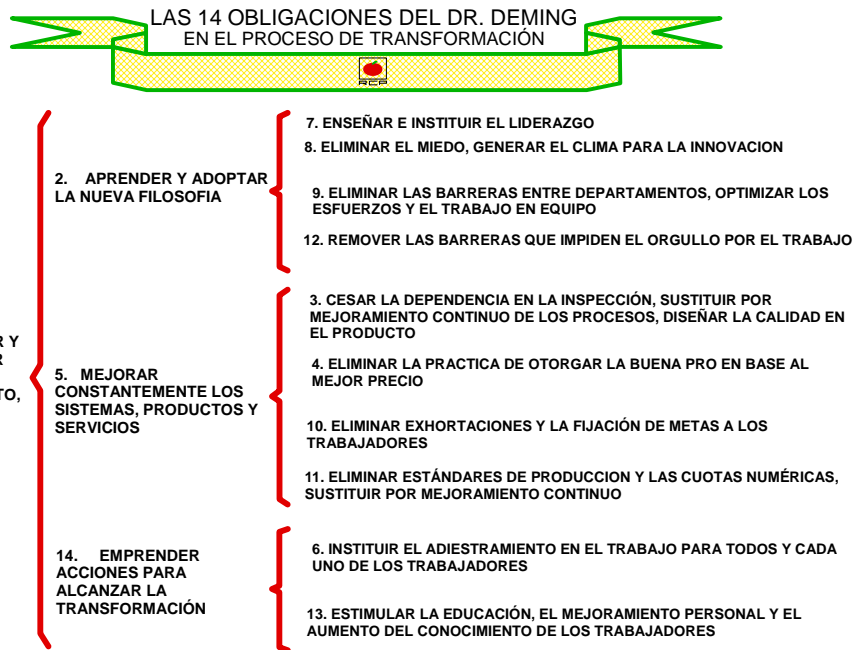 LAS 14 OBLIGACIONES DEL DR. DEMING
EN EL PROCESO DE TRANSFORMACIÓN
7. ENSEÑAR E INSTITUIR EL LIDERAZGO
8. ELIMINAR EL MIEDO, GENERAR EL CLIMA PARA LA INNOVACION
2. APRENDER Y ADOPTAR
LA NUEVA FILOSOFIA
9. ELIMINAR LAS BARRERAS ENTRE DEPARTAMENTOS, OPTIMIZAR LOS
ESFUERZOS Y EL TRABAJO EN EQUIPO
12. REMOVER LAS BARRERAS QUE IMPIDEN EL ORGULLO POR EL TRABAJO
3. CESAR LA DEPENDENCIA EN LA INSPECCIÓN, SUSTITUIR POR
MEJORAMIENTO CONTINUO DE LOS PROCESOS, DISEÑAR LA CALIDAD EN
EL PRODUCTO
R Y
R
TO,
5. MEJORAR
CONSTANTEMENTE LOS
SISTEMAS, PRODUCTOS Y
SERVICIOS
4. ELIMINAR LA PRACTICA DE OTORGAR LA BUENA PRO EN BASE AL
MEJOR PRECIO
10. ELIMINAR EXHORTACIONES Y LA FIJACIÓN DE METAS A LOS
TRABAJADORES
11. ELIMINAR ESTÁNDARES DE PRODUCCION Y LAS CUOTAS NUMÉRICAS,
SUSTITUIR POR MEJORAMIENTO CONTINUO
14. EMPRENDER
ACCIONES PARA
ALCANZAR LA
TRANSFORMACIÓN
6. INSTITUIR EL ADIESTRAMIENTO EN EL TRABAJO PARA TODOS Y CADA
UNO DE LOS TRABAJADORES
13. ESTIMULAR LA EDUCACIÓN, EL MEJORAMIENTO PERSONAL Y EL
AUMENTO DEL CONOCIMIENTO DE LOS TRABAJADORES